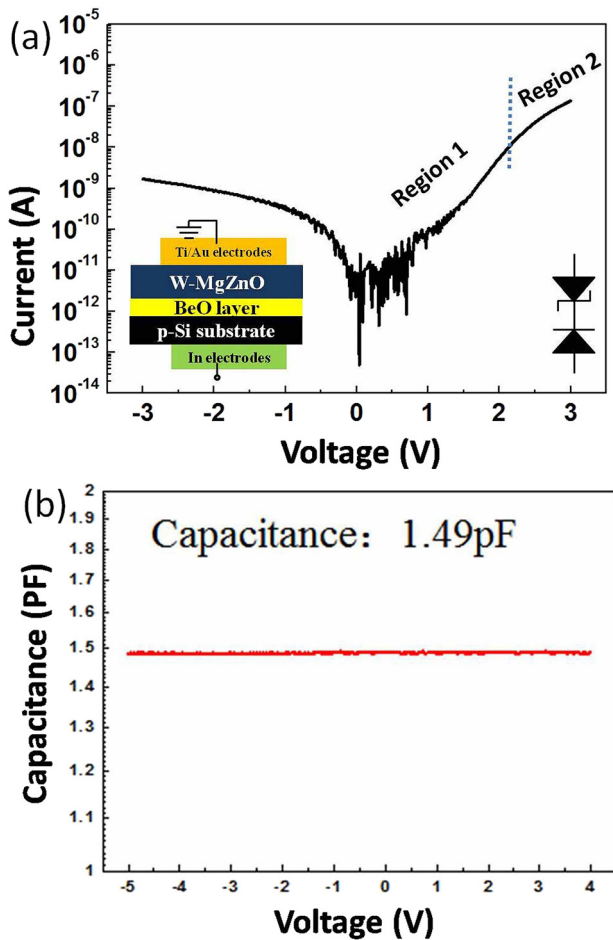 (a)
10⁻⁵
10⁻⁶
10⁻⁷
10⁻⁸
10⁻⁹
10⁻¹⁰
10⁻¹¹
10⁻¹²
10⁻¹³
10⁻¹⁴
Current (A)
Region 1
Region 2
Ti/Au electrodes
W-MgZnO
BeO layer
p-Si substrate
In electrodes
-3 -2 -1 0 1 2 3
Voltage (V)
(b)
Capacitance: 1.49pF
2
1.9
1.8
1.7
1.6
1.5
1.4
1.3
1.2
1.1
1
Capacitance (PF)
-5 -4 -3 -2 -1 0 1 2 3 4
Voltage (V)